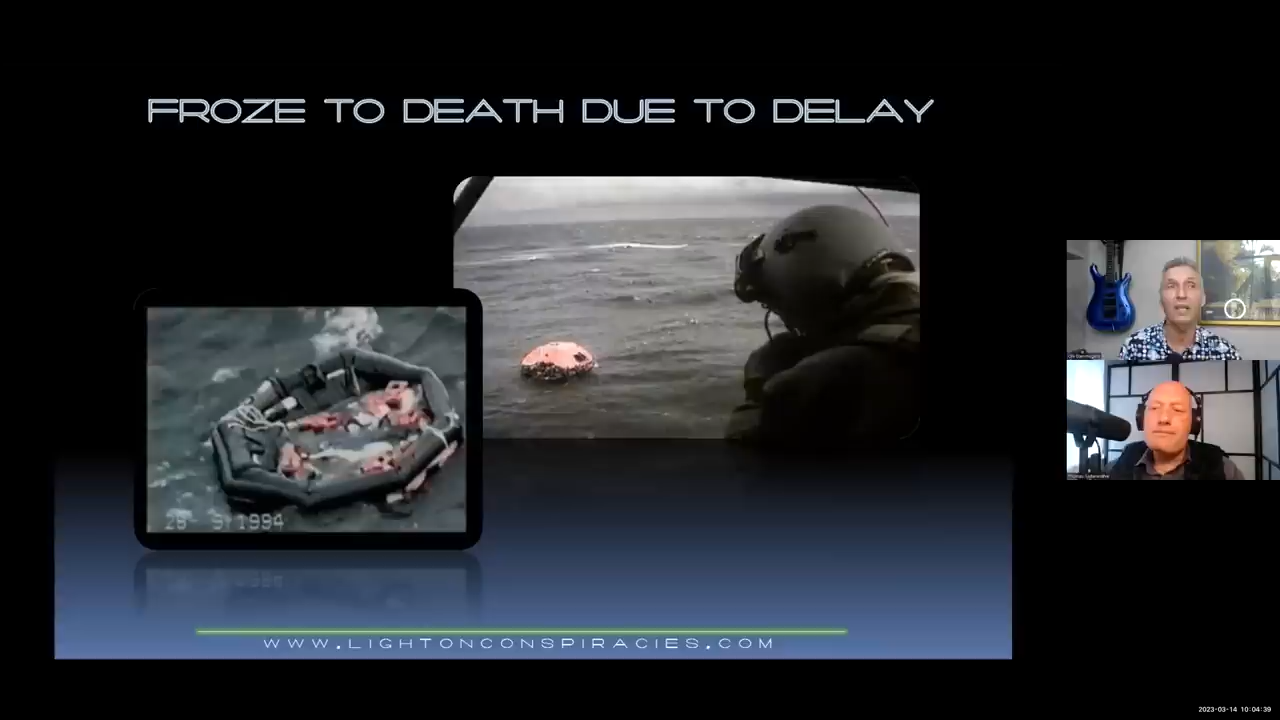 FROZE TO DEATH DUE TO DELAY
28 9 1994
WWW.LIGHTONCONSPIRACIES.COM
2023-03-14 10:04:39